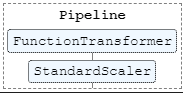 Pipeline
FunctionTransformer
StandardScaler